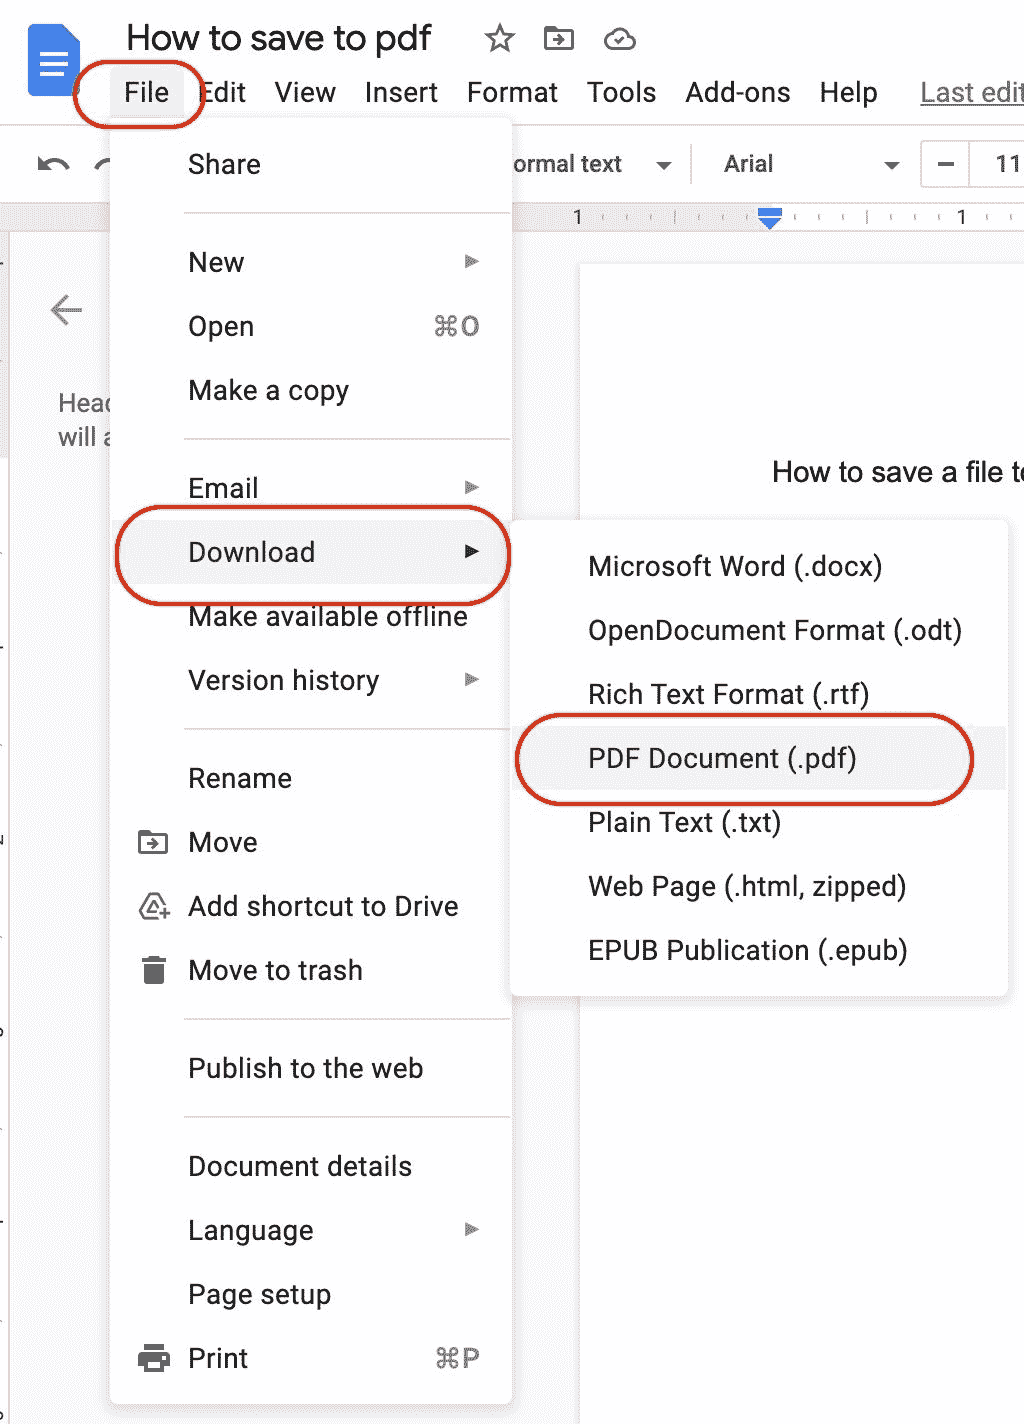 How to save to pdf
File Edit View Insert Format Tools Add-ons Help Last edit
ormal text Arial 11
1 1
Share
New
Open ⌘O
Make a copy
Head
will a
How to save a file to
Email
Download
Make available offline
Version history
Microsoft Word (.docx)
OpenDocument Format (.odt)
Rich Text Format (.rtf)
PDF Document (.pdf)
Plain Text (.txt)
Web Page (.html, zipped)
EPUB Publication (.epub)
Rename
Move
Add shortcut to Drive
Move to trash
Publish to the web
Document details
Language
Page setup
Print ⌘P